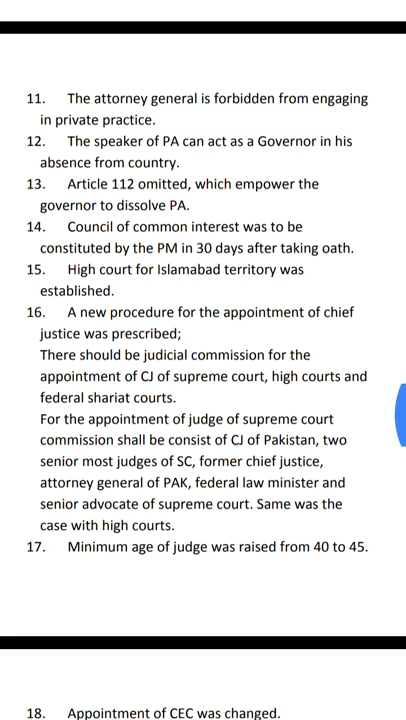 11. The attorney general is forbidden from engaging
in private practice.
12. The speaker of PA can act as a Governor in his
absence from country.
13. Article 112 omitted, which empower the
governor to dissolve PA.
14. Council of common interest was to be
constituted by the PM in 30 days after taking oath.
15. High court for Islamabad territory was
established.
16. A new procedure for the appointment of chief
justice was prescribed;
There should be judicial commission for the
appointment of CJ of supreme court, high courts and
federal shariat courts.
For the appointment of judge of supreme court
commission shall be consist of CJ of Pakistan, two
senior most judges of SC, former chief justice,
attorney general of PAK, federal law minister and
senior advocate of supreme court. Same was the
case with high courts.
17. Minimum age of judge was raised from 40 to 45.
18. Appointment of CEC was changed.